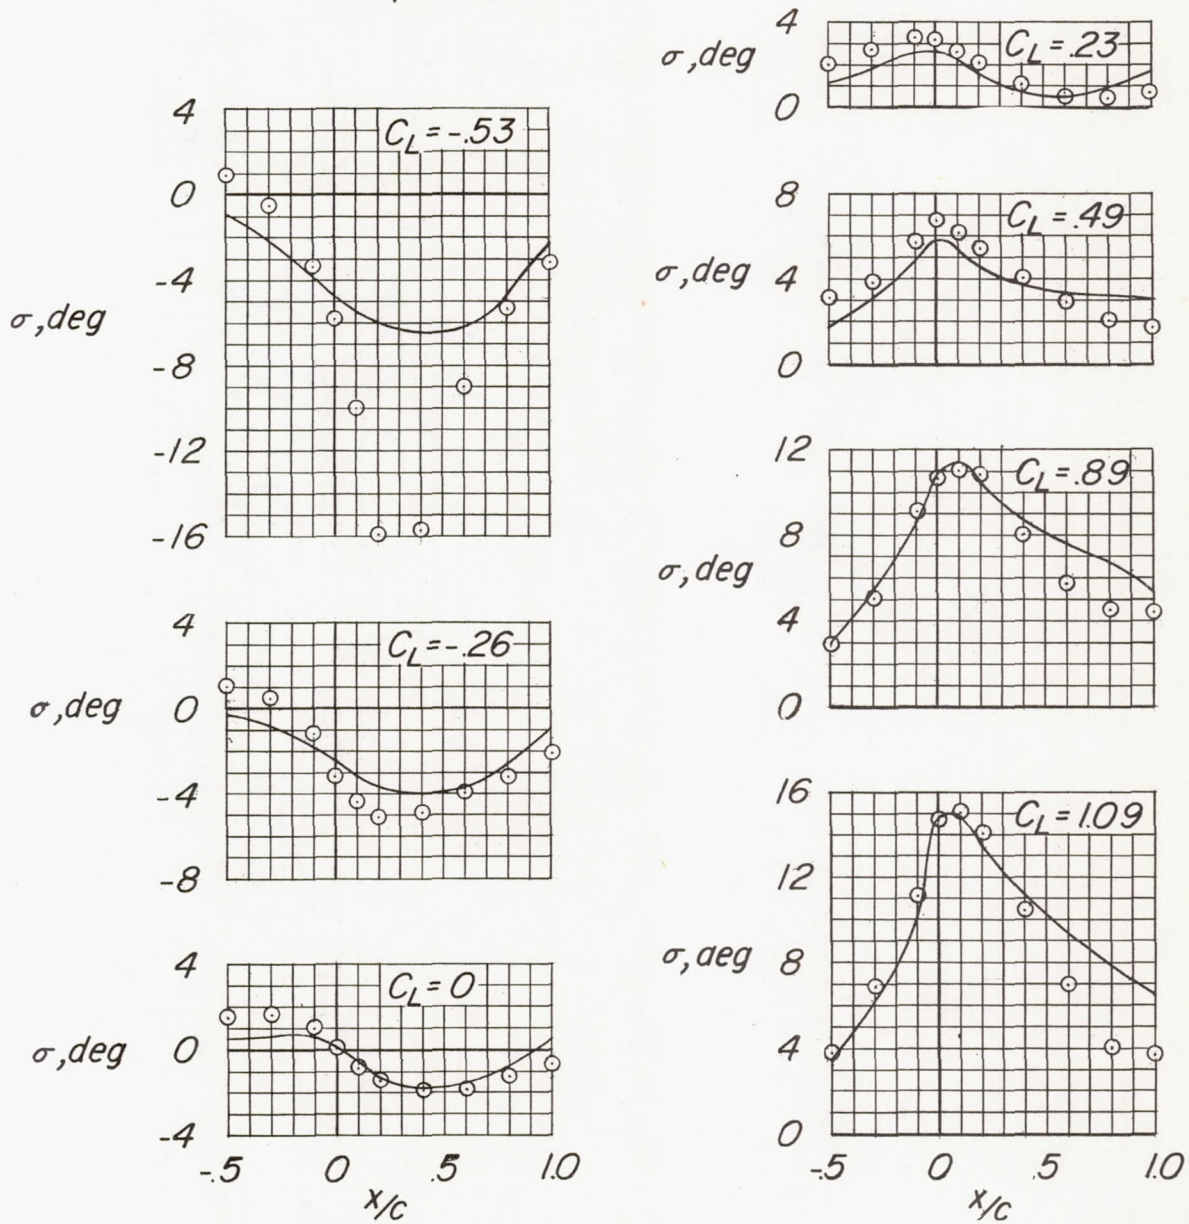 4
C_L = -.53
0
-4
σ, deg
-8
-12
-16
4
C_L = -.26
σ, deg
0
-4
-8
4
C_L = 0
σ, deg
0
-4
-.5 0 .5 1.0
x/c
4
C_L = .23
σ, deg
0
8
C_L = .49
σ, deg
4
0
12
C_L = .89
8
σ, deg
4
0
16
C_L = 1.09
12
σ, deg
8
4
0
-.5 0 .5 1.0
x/c